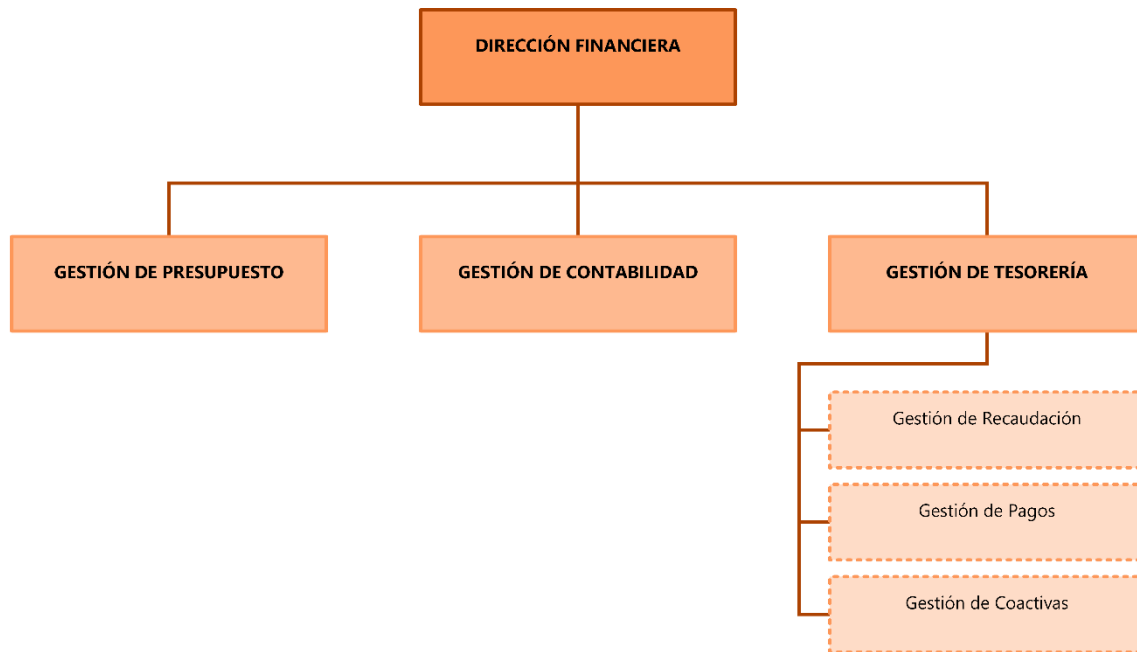 DIRECCIÓN FINANCIERA
GESTIÓN DE PRESUPUESTO
GESTIÓN DE CONTABILIDAD
GESTIÓN DE TESORERÍA
Gestión de Recaudación
Gestión de Pagos
Gestión de Coactivas